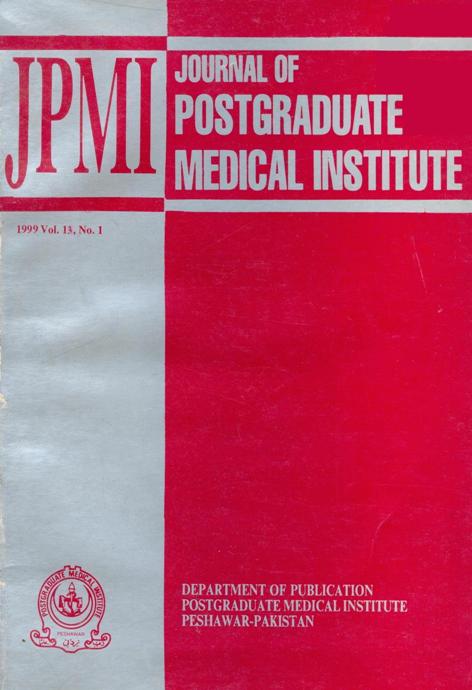 JPMI
JOURNAL OF
POSTGRADUATE
MEDICAL INSTITUTE
1999 Vol. 13, No. 1
POSTGRADUATE MEDICAL INSTITUTE
PESHAWAR
DEPARTMENT OF PUBLICATION
POSTGRADUATE MEDICAL INSTITUTE
PESHAWAR-PAKISTAN